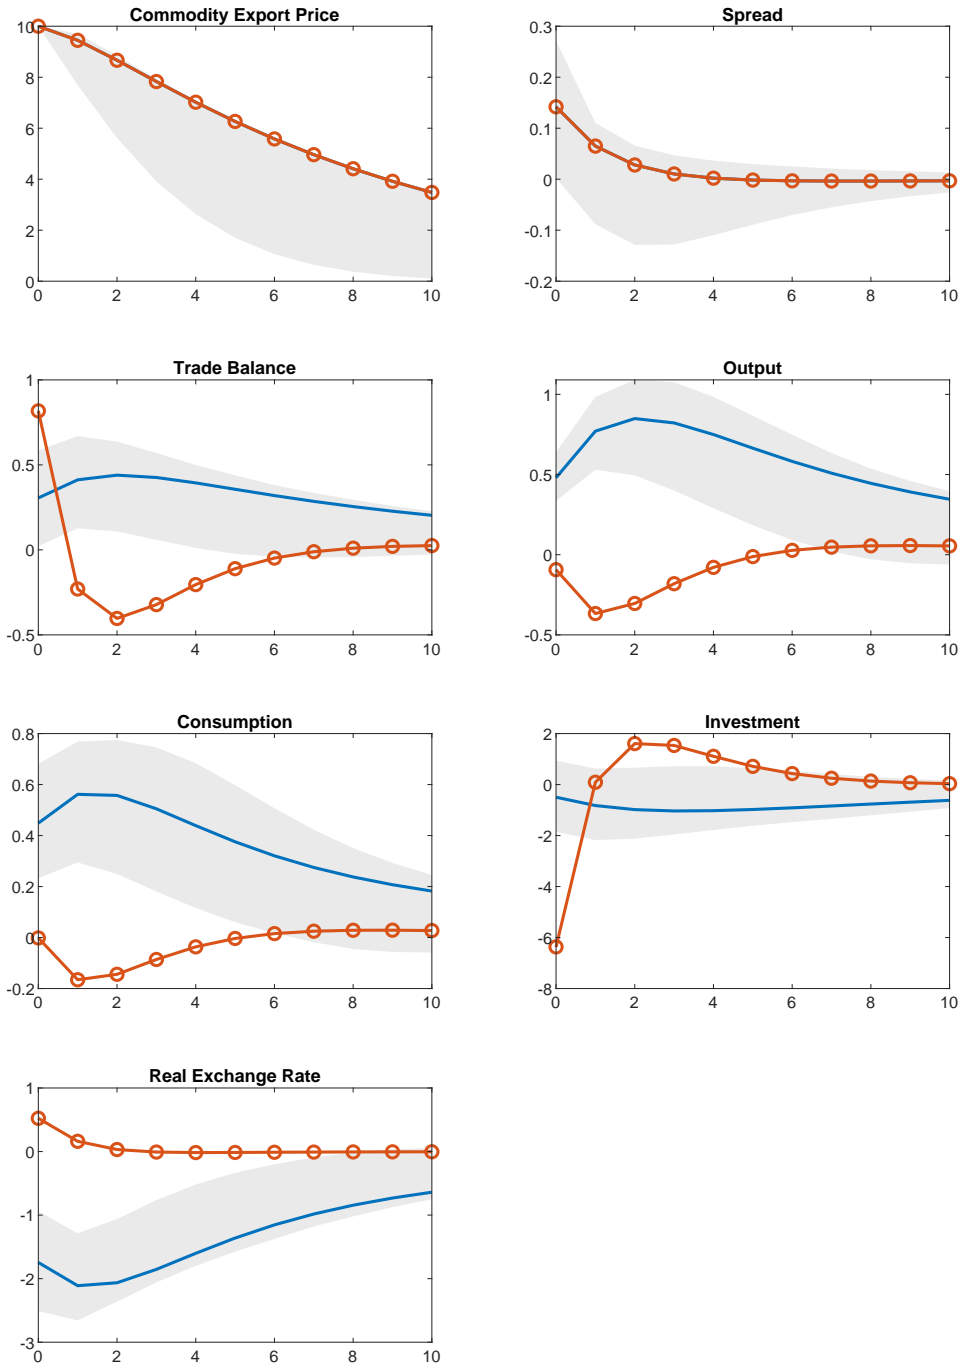 Commodity Export Price
10
8
6
4
2
0
0 2 4 6 8 10
Spread
0.3
0.2
0.1
0
-0.1
-0.2
0 2 4 6 8 10
Trade Balance
1
0.5
0
-0.5
0 2 4 6 8 10
Output
1
0.5
0
-0.5
0 2 4 6 8 10
Consumption
0.8
0.6
0.4
0.2
0
-0.2
0 2 4 6 8 10
Investment
2
0
-2
-4
-6
-8
0 2 4 6 8 10
Real Exchange Rate
1
0
-1
-2
-3
0 2 4 6 8 10